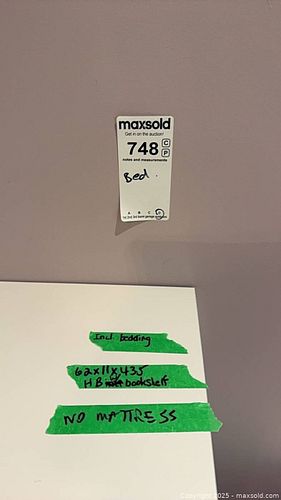 maxsold
Get in on the auction!
748 C
P
notes and measurements
Bed.
A B C D
Incl. bedding
62x11x43.5
HB bookshelf
NO MATTRESS
Copyright © 2025 - maxsold.com